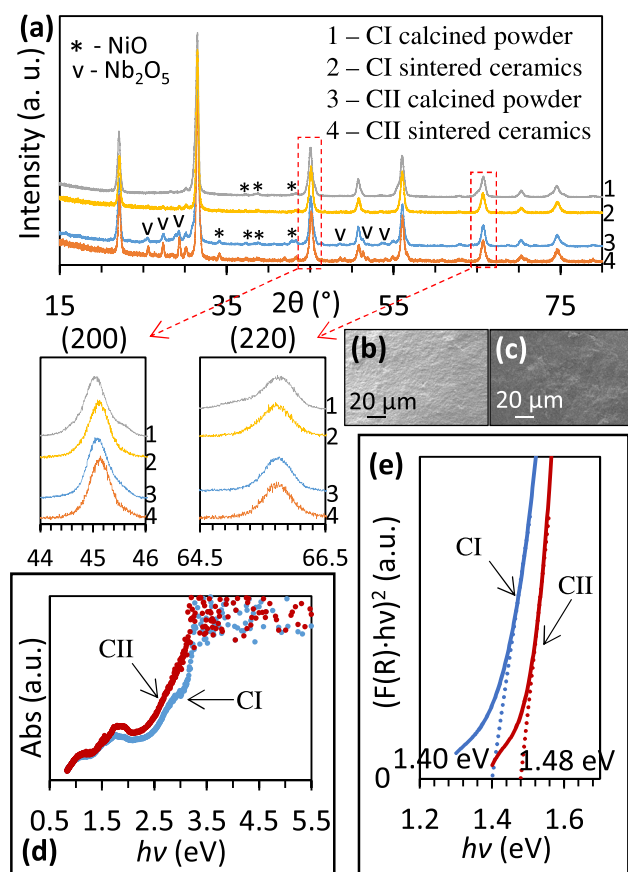 (a)
* - NiO
v - Nb₂O₅
1 – CI calcined powder
2 – CI sintered ceramics
3 – CII calcined powder
4 – CII sintered ceramics
Intensity (a. u.)
** *
1
2
v v v * ** * v v v
3
4
15 35 55 75
2θ (°)
(200)
1
2
3
4
44 45 46
(220)
1
2
3
4
64.5 66.5
(b)
20 µm
(c)
20 µm
Abs (a.u.)
CII
CI
0.5 1.5 2.5 3.5 4.5 5.5
(d)
hν (eV)
(e)
(F(R)·hν)² (a.u.)
CI
CII
0
1.40 eV
1.48 eV
1.2 1.4 1.6
hν (eV)